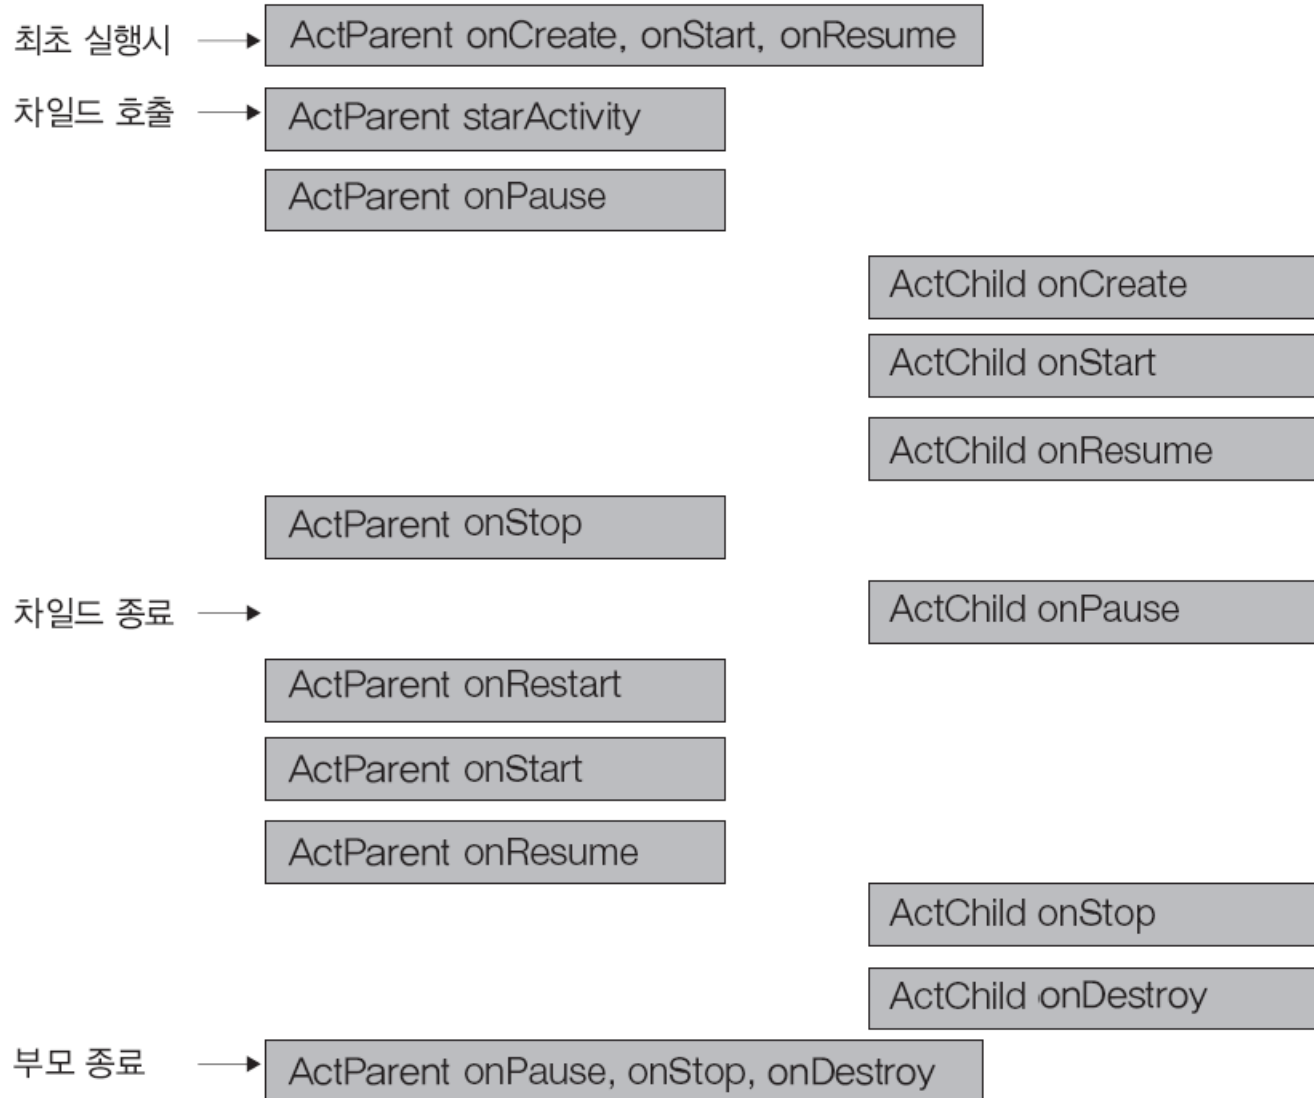 최초 실행시
ActParent onCreate, onStart, onResume
차일드 호출
ActParent starActivity
ActParent onPause
ActChild onCreate
ActChild onStart
ActChild onResume
ActParent onStop
차일드 종료
ActChild onPause
ActParent onRestart
ActParent onStart
ActParent onResume
ActChild onStop
ActChild onDestroy
부모 종료
ActParent onPause, onStop, onDestroy